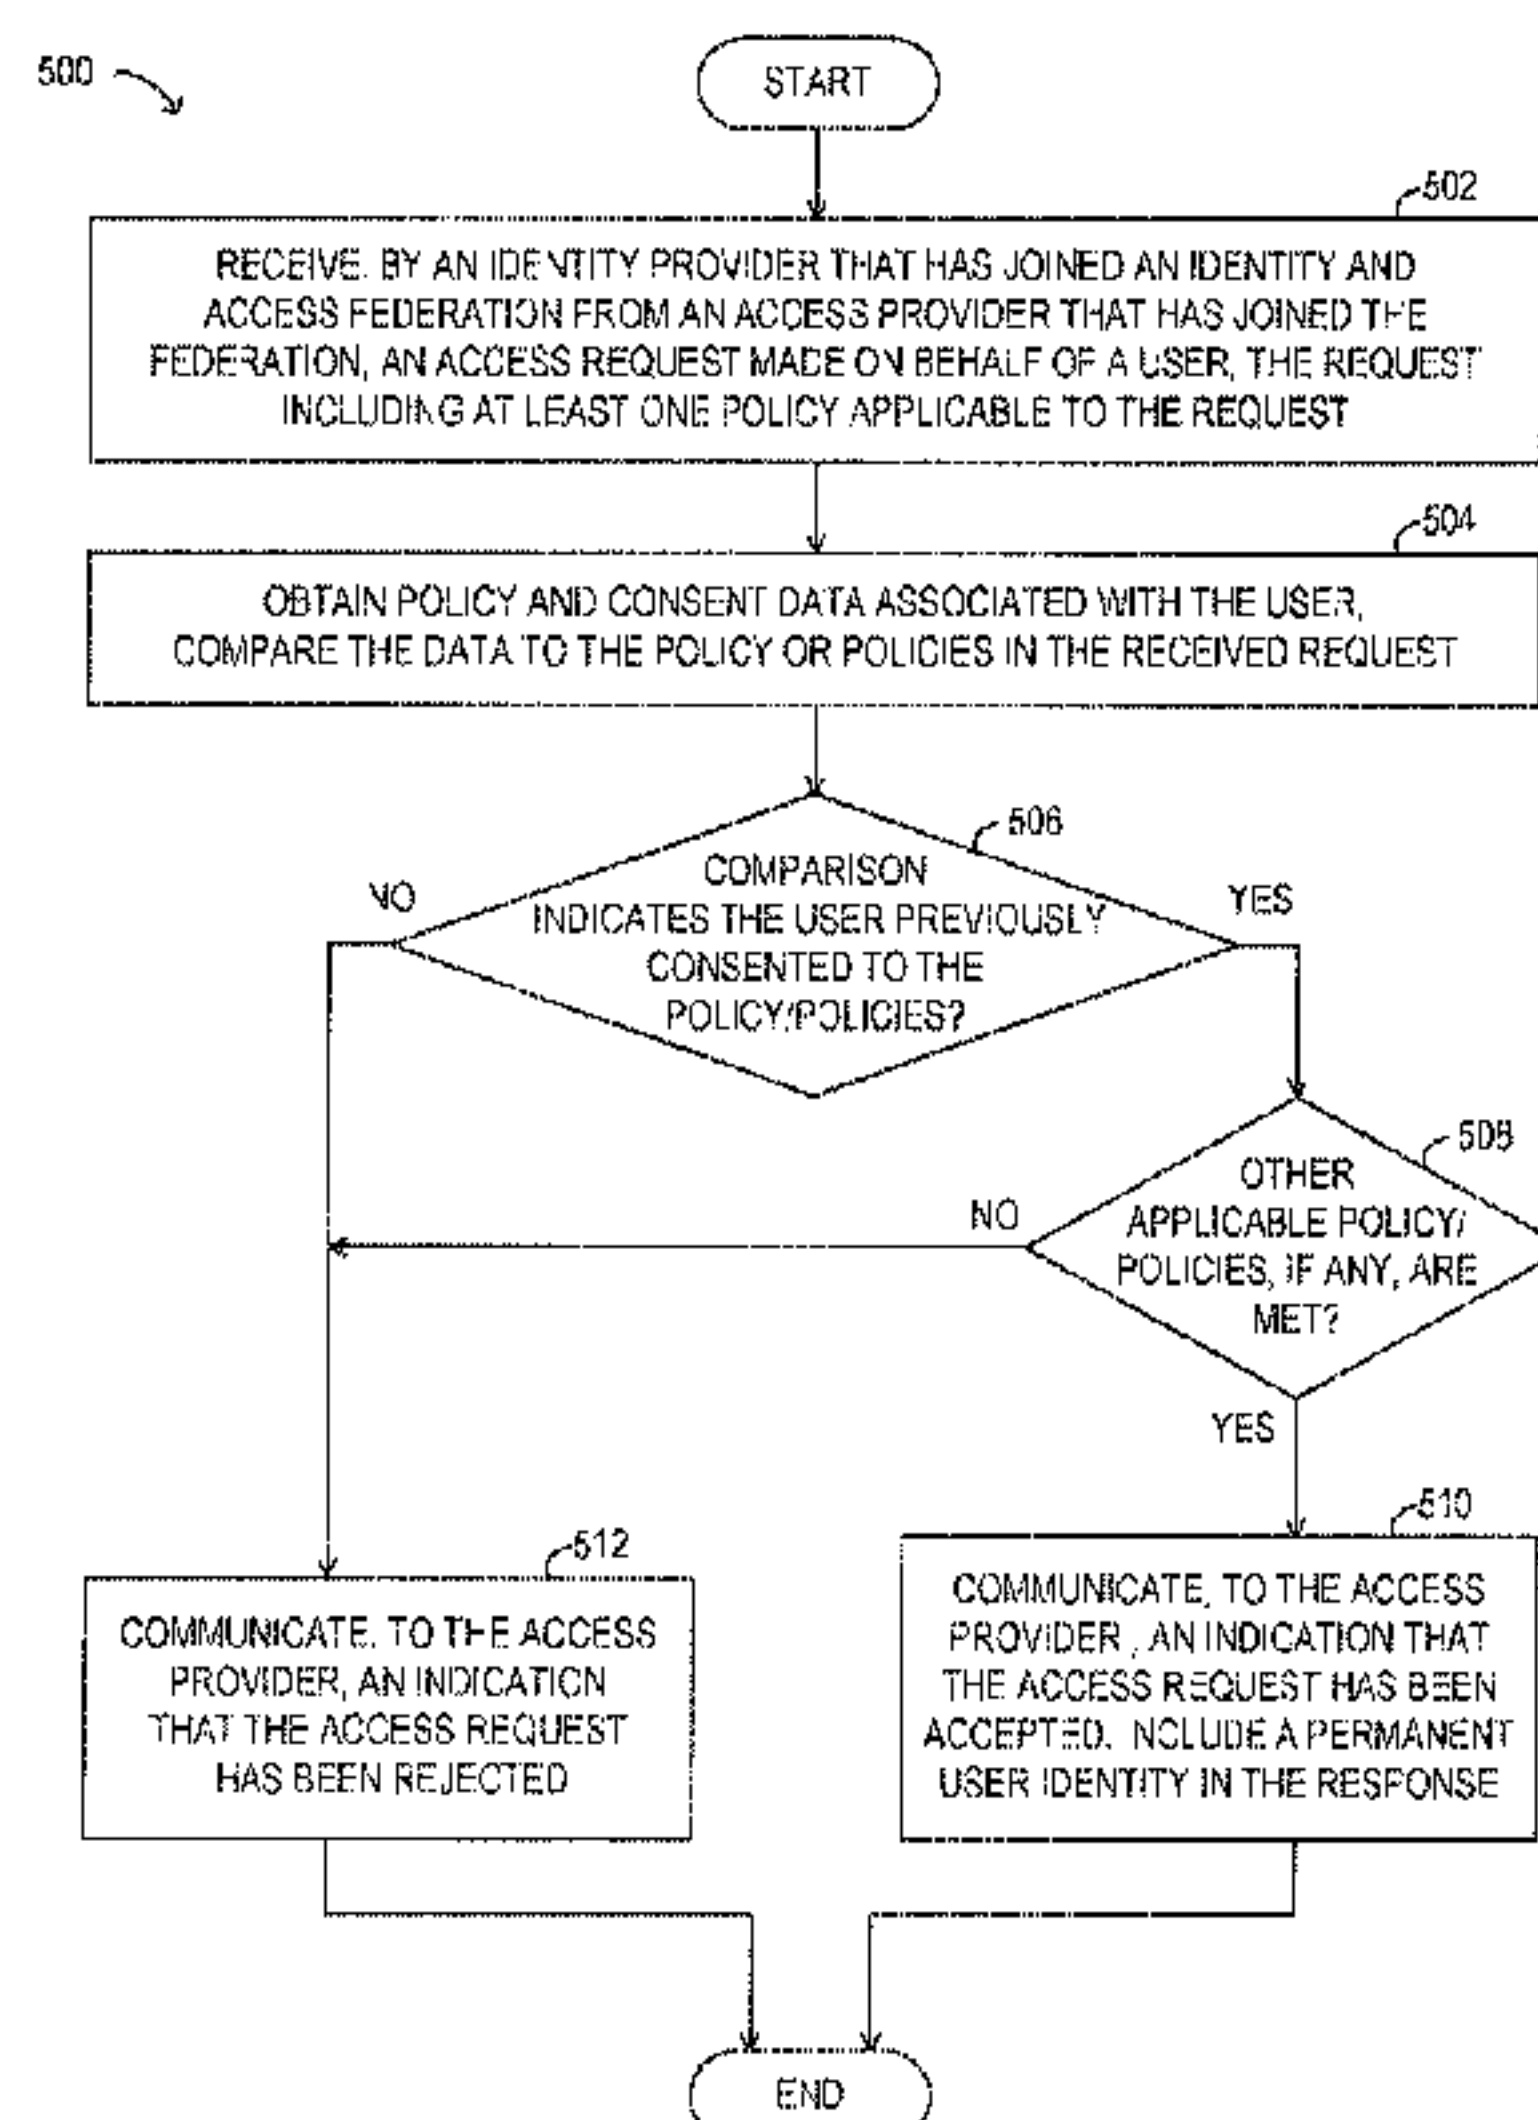 500
START
502
RECEIVE, BY AN IDENTITY PROVIDER THAT HAS JOINED AN IDENTITY AND
ACCESS FEDERATION FROM AN ACCESS PROVIDER THAT HAS JOINED THE
FEDERATION, AN ACCESS REQUEST MADE ON BEHALF OF A USER, THE REQUEST
INCLUDING AT LEAST ONE POLICY APPLICABLE TO THE REQUEST
504
OBTAIN POLICY AND CONSENT DATA ASSOCIATED WITH THE USER,
COMPARE THE DATA TO THE POLICY OR POLICIES IN THE RECEIVED REQUEST
506
COMPARISON
INDICATES THE USER PREVIOUSLY
CONSENTED TO THE
POLICY/POLICIES?
NO
YES
508
OTHER
APPLICABLE POLICY/
POLICIES, IF ANY, ARE
MET?
NO
YES
510
COMMUNICATE, TO THE ACCESS
PROVIDER , AN INDICATION THAT
THE ACCESS REQUEST HAS BEEN
ACCEPTED. INCLUDE A PERMANENT
USER IDENTITY IN THE RESPONSE
512
COMMUNICATE, TO THE ACCESS
PROVIDER, AN INDICATION
THAT THE ACCESS REQUEST
HAS BEEN REJECTED
END